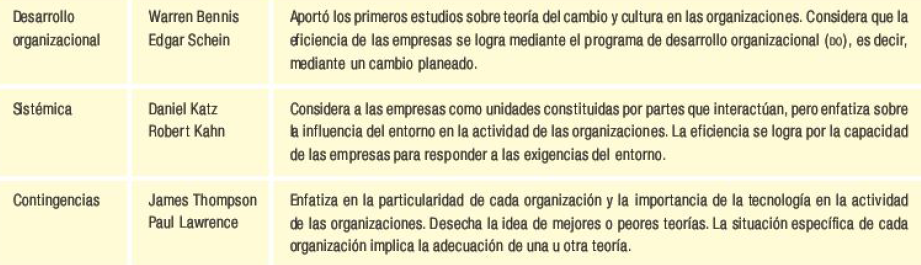 Desarrollo organizacional
Warren Bennis
Edgar Schein
Aportó los primeros estudios sobre teoría del cambio y cultura en las organizaciones. Considera que la
eficiencia de las empresas se logra mediante el programa de desarrollo organizacional (DO), es decir,
mediante un cambio planeado.
Sistémica
Daniel Katz
Robert Kahn
Considera a las empresas como unidades constituidas por partes que interactúan, pero enfatiza sobre
la influencia del entorno en la actividad de las organizaciones. La eficiencia se logra por la capacidad
de las empresas para responder a las exigencias del entorno.
Contingencias
James Thompson
Paul Lawrence
Enfatiza en la particularidad de cada organización y la importancia de la tecnología en la actividad
de las organizaciones. Desecha la idea de mejores o peores teorías. La situación específica de cada
organización implica la adecuación de una u otra teoría.